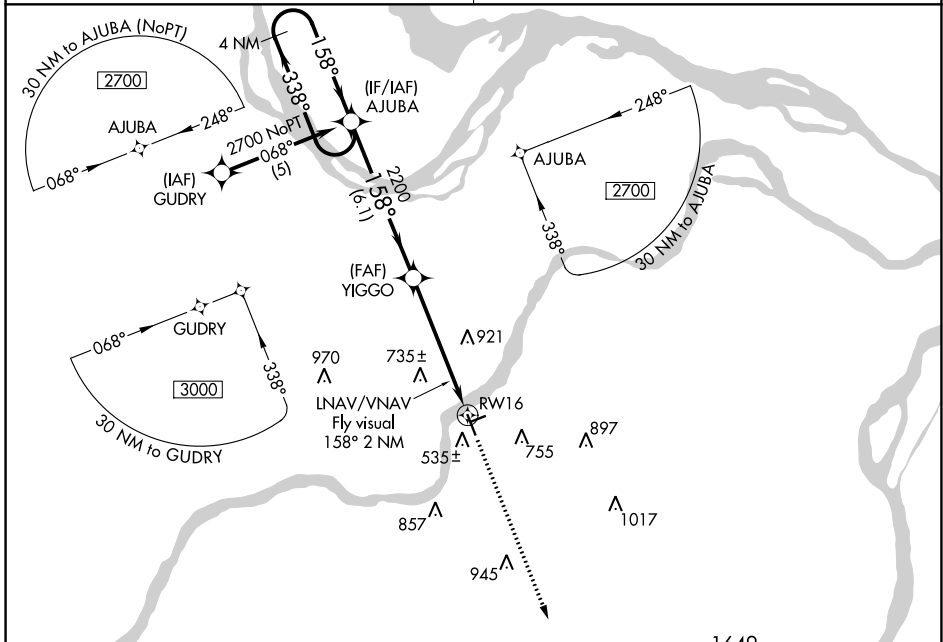 30 NM to AJUBA (NoPT)
2700
AJUBA
248°
068°
4 NM
158°
338°
(IF/IAF)
AJUBA
2700 NoPT
068°
(5)
(IAF)
GUDRY
2200
158°
(6.1)
248°
AJUBA
2700
338°
30 NM to AJUBA
(FAF)
YIGGO
GUDRY
068°
338°
3000
30 NM to GUDRY
921
970
735±
LNAV/VNAV
Fly visual
158° 2 NM
RW16
535±
755
897
857
1017
945